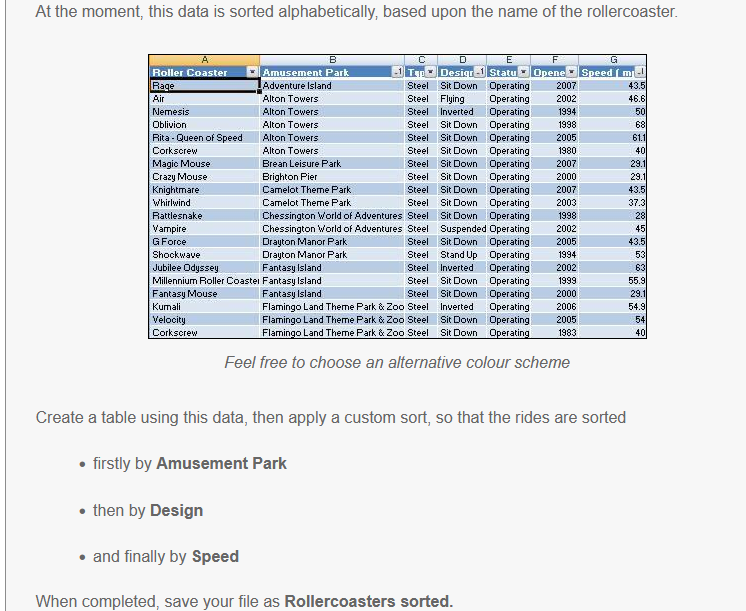 At the moment, this data is sorted alphabetically, based upon the name of the rollercoaster.
A B C D E F G
Roller Coaster Amusement Park Typ Design Statu Opene Speed ( mp
Rage Adventure Island Steel Sit Down Operating 2007 43.5
Air Alton Towers Steel Flying Operating 2002 46.6
Nemesis Alton Towers Steel Inverted Operating 1994 50
Oblivion Alton Towers Steel Sit Down Operating 1998 68
Rita - Queen of Speed Alton Towers Steel Sit Down Operating 2005 61.1
Corkscrew Alton Towers Steel Sit Down Operating 1980 40
Magic Mouse Brean Leisure Park Steel Sit Down Operating 2007 29.1
Crazy Mouse Brighton Pier Steel Sit Down Operating 2000 29.1
Knightmare Camelot Theme Park Steel Sit Down Operating 2007 43.5
Whirlwind Camelot Theme Park Steel Sit Down Operating 2003 37.3
Rattlesnake Chessington World of Adventures Steel Sit Down Operating 1998 28
Vampire Chessington World of Adventures Steel Suspended Operating 2002 45
G Force Drayton Manor Park Steel Sit Down Operating 2005 43.5
Shockwave Drayton Manor Park Steel Stand Up Operating 1994 53
Jubilee Odyssey Fantasy Island Steel Inverted Operating 2002 63
Millennium Roller Coaster Fantasy Island Steel Sit Down Operating 1999 55.9
Fantasy Mouse Fantasy Island Steel Sit Down Operating 2000 29.1
Kumali Flamingo Land Theme Park & Zoo Steel Inverted Operating 2006 54.9
Velocity Flamingo Land Theme Park & Zoo Steel Sit Down Operating 2005 54
Corkscrew Flamingo Land Theme Park & Zoo Steel Sit Down Operating 1983 40
Feel free to choose an alternative colour scheme
Create a table using this data, then apply a custom sort, so that the rides are sorted
• firstly by Amusement Park
• then by Design
• and finally by Speed
When completed, save your file as Rollercoasters sorted.